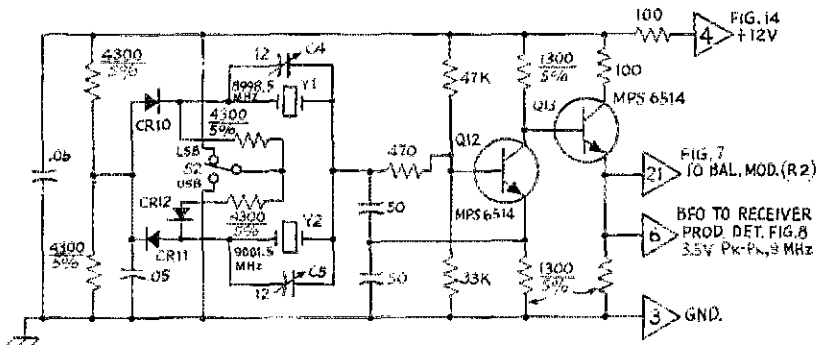 100
4
FIG. 14
+12V
4300
5%
12
C4
8998.5
MHZ
Y1
CR10
4300
5%
LSB
S2
USB
CR12
4300
5%
CR11
Y2
9001.5
MHZ
12
C5
.05
4300
5%
.05
47K
1300
5%
100
Q13
MPS 6514
Q12
470
MPS 6514
50
50
33K
1300
5%
21
FIG. 7
TO BAL. MOD. (R2)
6
BFO TO RECEIVER
PROD. DET. FIG. 8
3.5V PK-PK, 9 MHZ
3
GND.